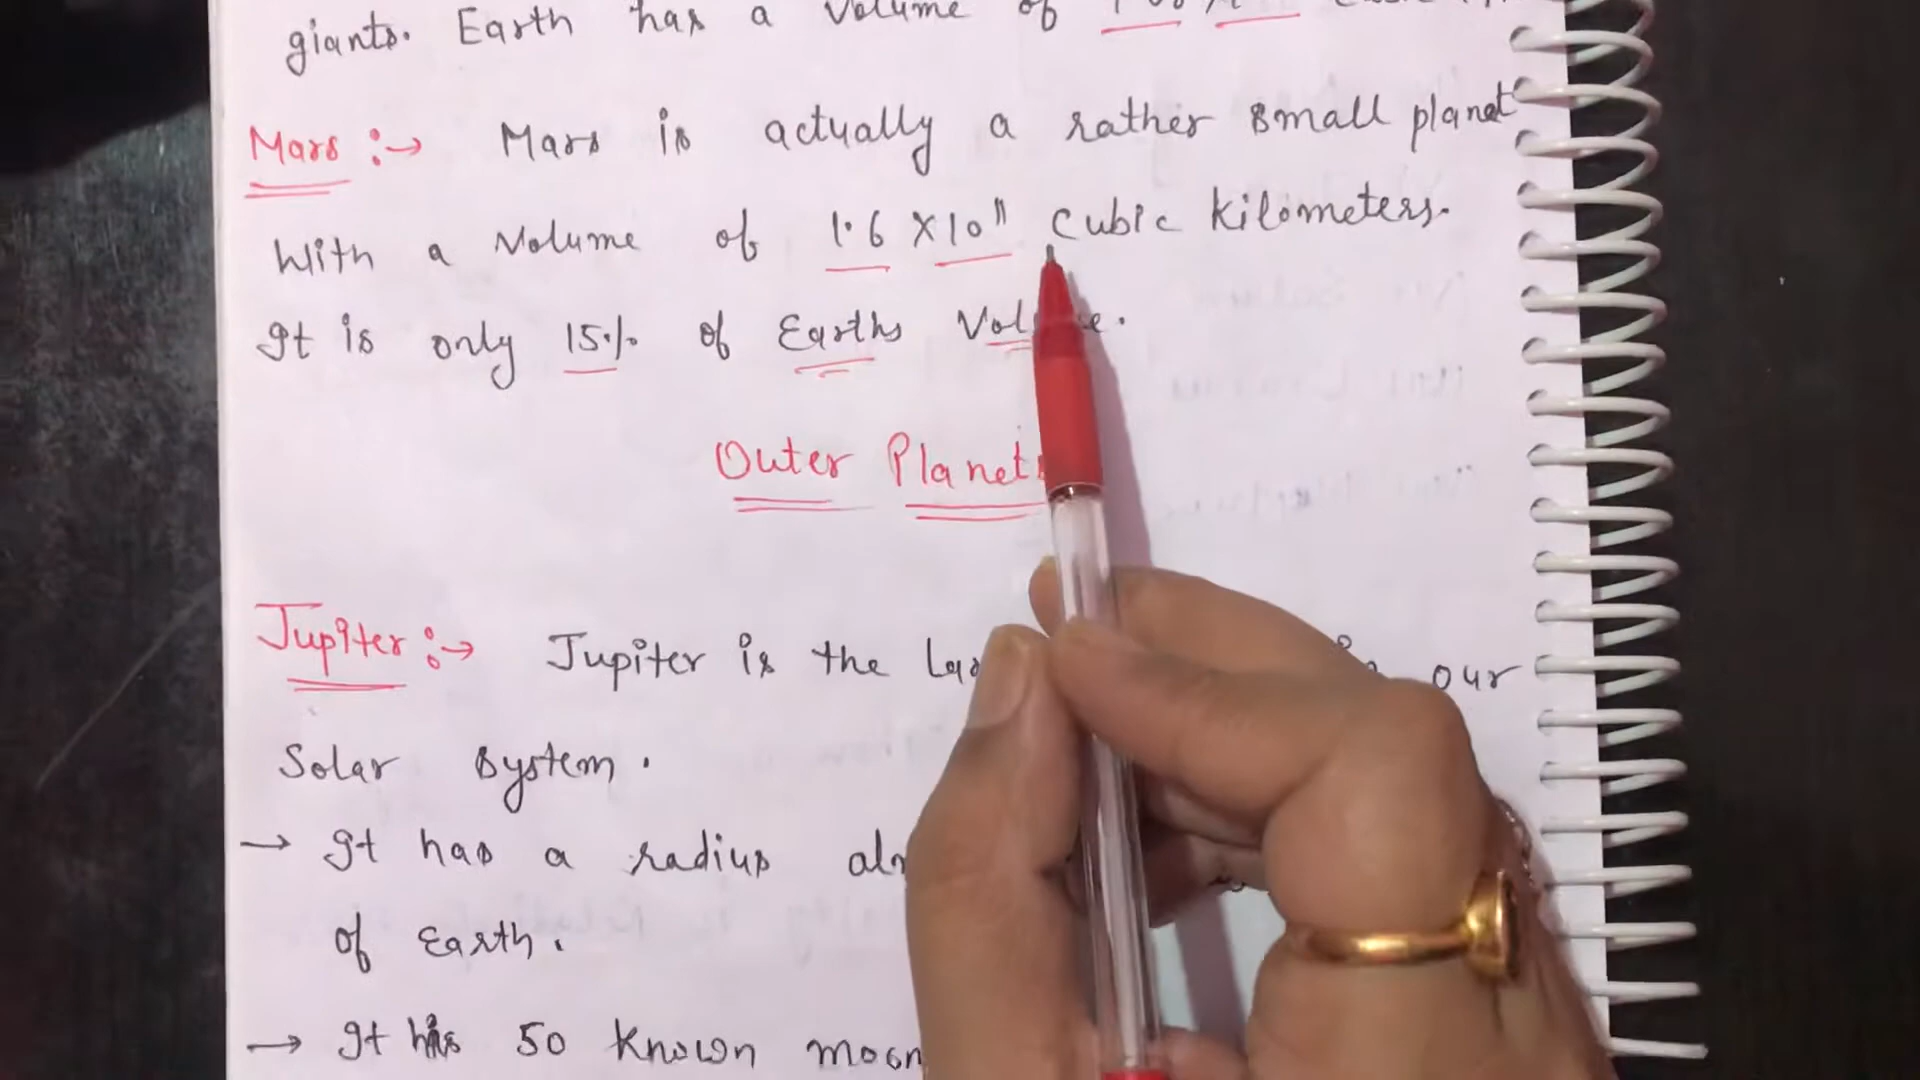 giants. Earth has a volume of
Mars :→ Mars is actually a rather small planet
With a Volume of 1.6 × 10¹¹ Cubic Kilometers.
It is only 15% of Earths
Outer Planets
Jupiter :→ Jupiter is the our
Solar System.
→ It has a radius
of Earth.
→ It has 50 known